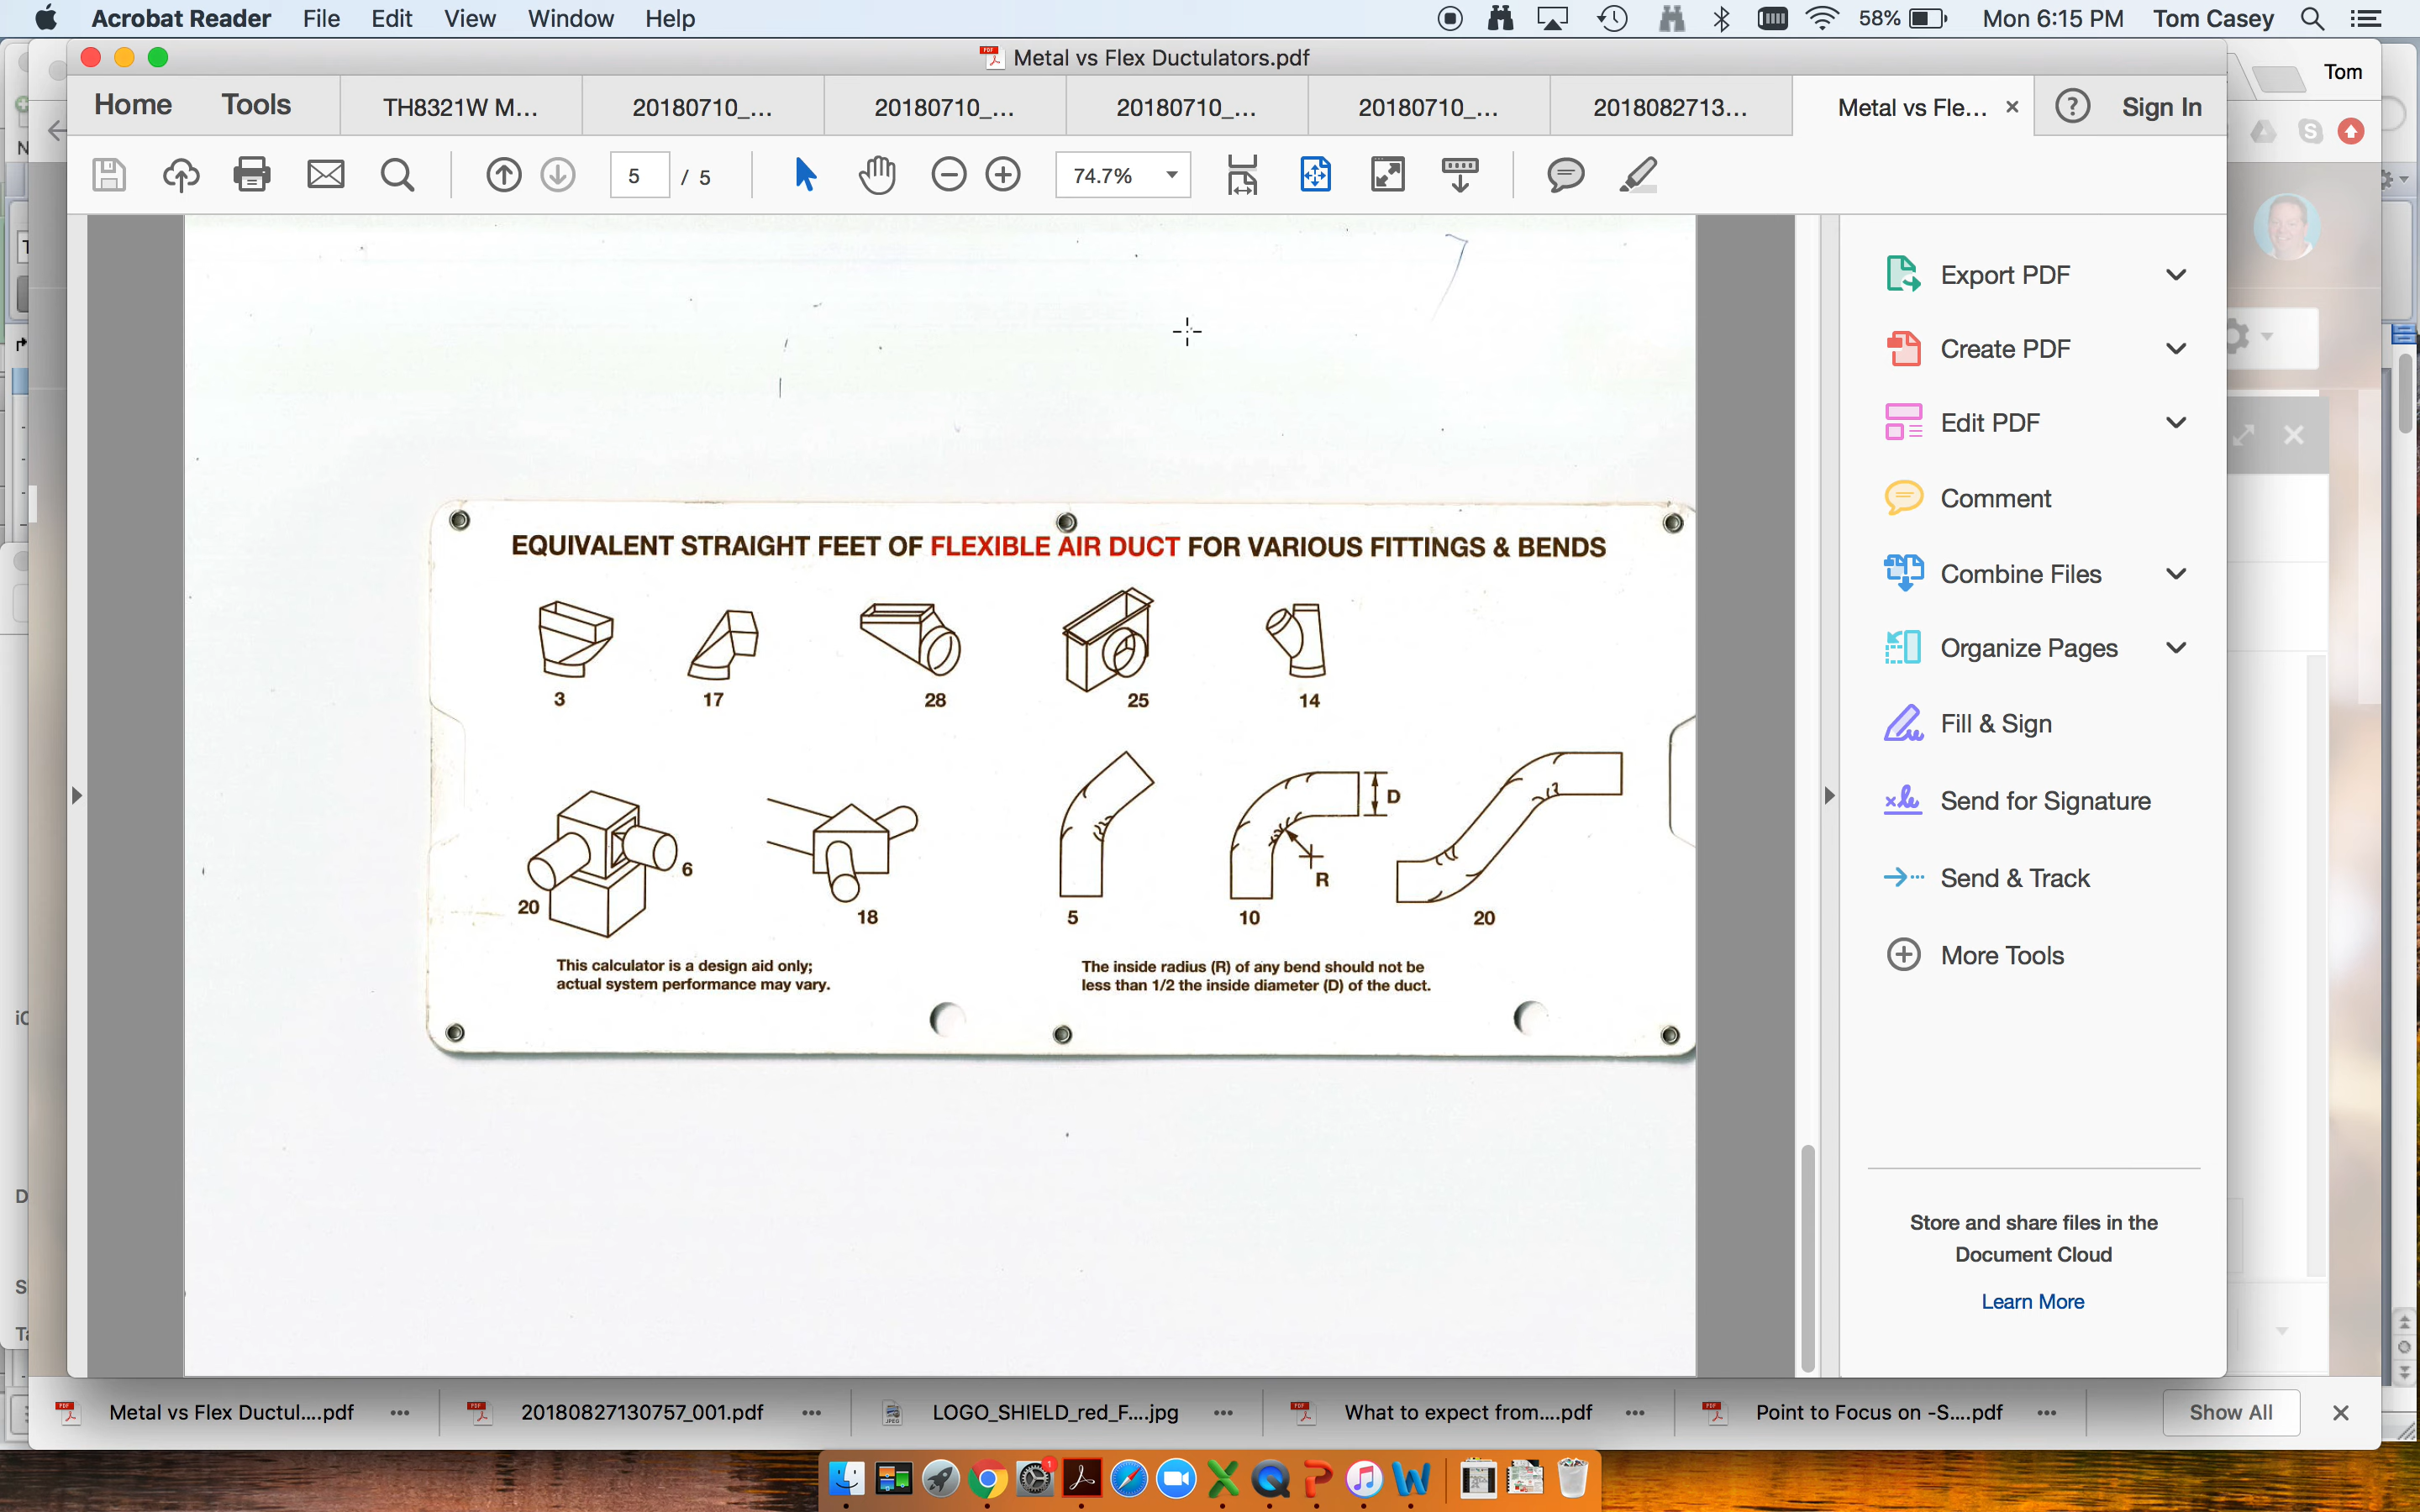 Acrobat Reader File Edit View Window Help 58% Mon 6:15 PM Tom Casey
Metal vs Flex Ductulators.pdf
Tom
Home Tools TH8321W M... 20180710_... 20180710_... 20180710_... 20180710_... 2018082713... Metal vs Fle... × ? Sign In
5 / 5 74.7%
Export PDF
Create PDF
Edit PDF
Comment
Combine Files
Organize Pages
Fill & Sign
Send for Signature
Send & Track
More Tools
Store and share files in the
Document Cloud
Learn More
EQUIVALENT STRAIGHT FEET OF FLEXIBLE AIR DUCT FOR VARIOUS FITTINGS & BENDS
3 17 28 25 14
D
6
R
20 18 5 10 20
This calculator is a design aid only;
actual system performance may vary.
The inside radius (R) of any bend should not be
less than 1/2 the inside diameter (D) of the duct.
Metal vs Flex Ductul....pdf 20180827130757_001.pdf LOGO_SHIELD_red_F....jpg What to expect from....pdf Point to Focus on -S....pdf Show All